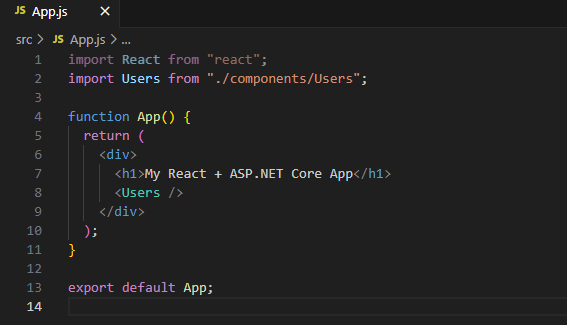 JS App.js ×
src > JS App.js > ...
1 import React from "react";
2 import Users from "./components/Users";
3
4 function App() {
5   return (
6     <div>
7       <h1>My React + ASP.NET Core App</h1>
8       <Users />
9     </div>
10   );
11 }
12
13 export default App;
14